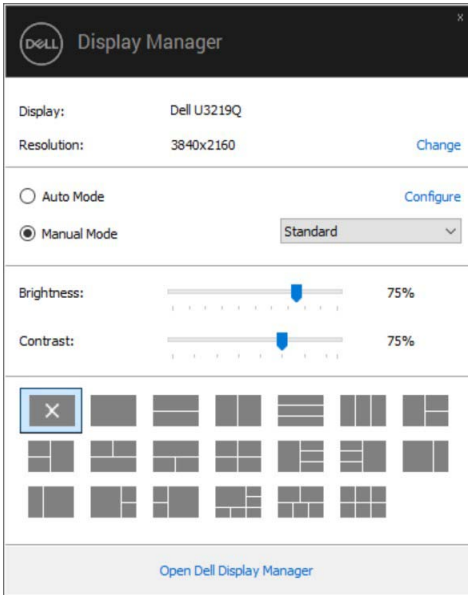 x
DELL Display Manager
Display: Dell U3219Q
Resolution: 3840x2160 Change
Auto Mode Configure
Manual Mode Standard
Brightness: 75%
Contrast: 75%
Open Dell Display Manager